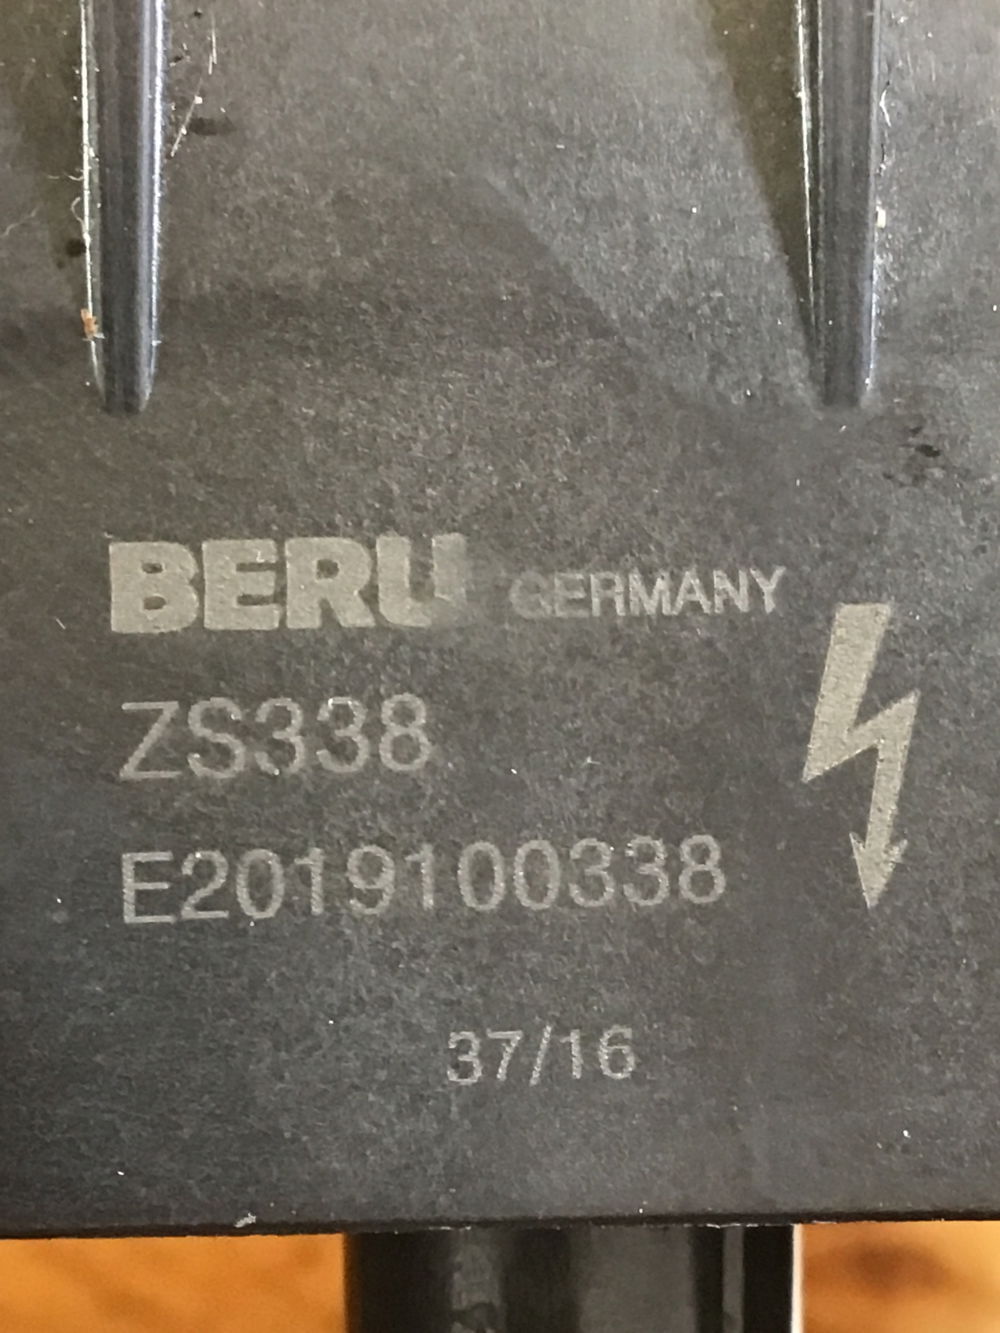 BERU GERMANY
ZS338
E2019100338
37/16